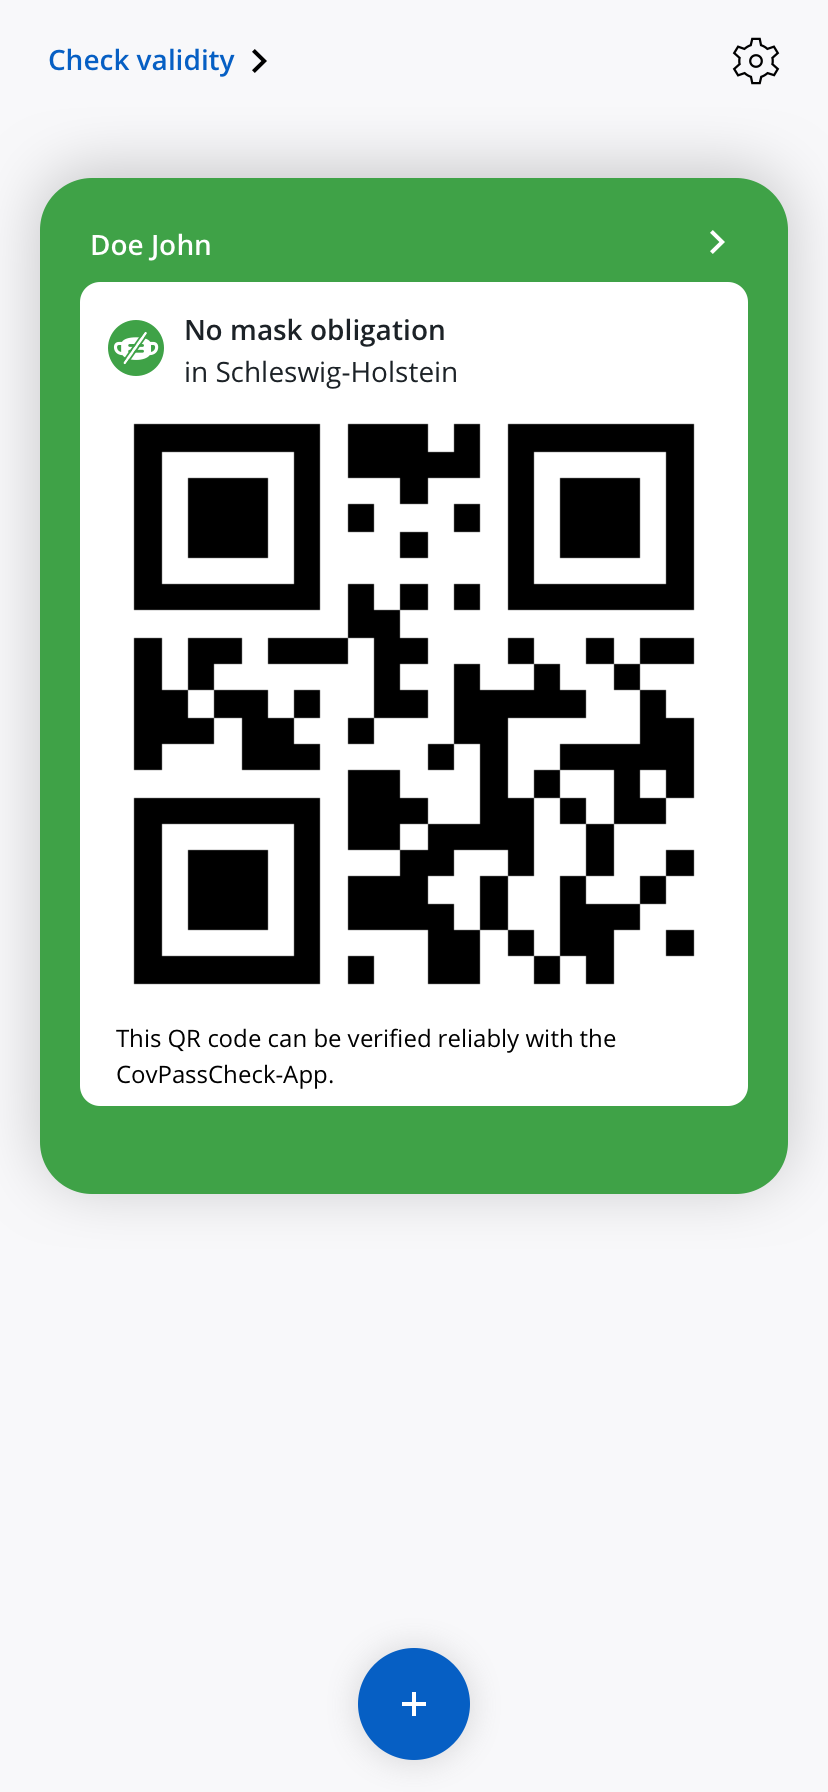 Check validity
Doe John
No mask obligation
in Schleswig-Holstein
This QR code can be verified reliably with the
CovPassCheck-App.